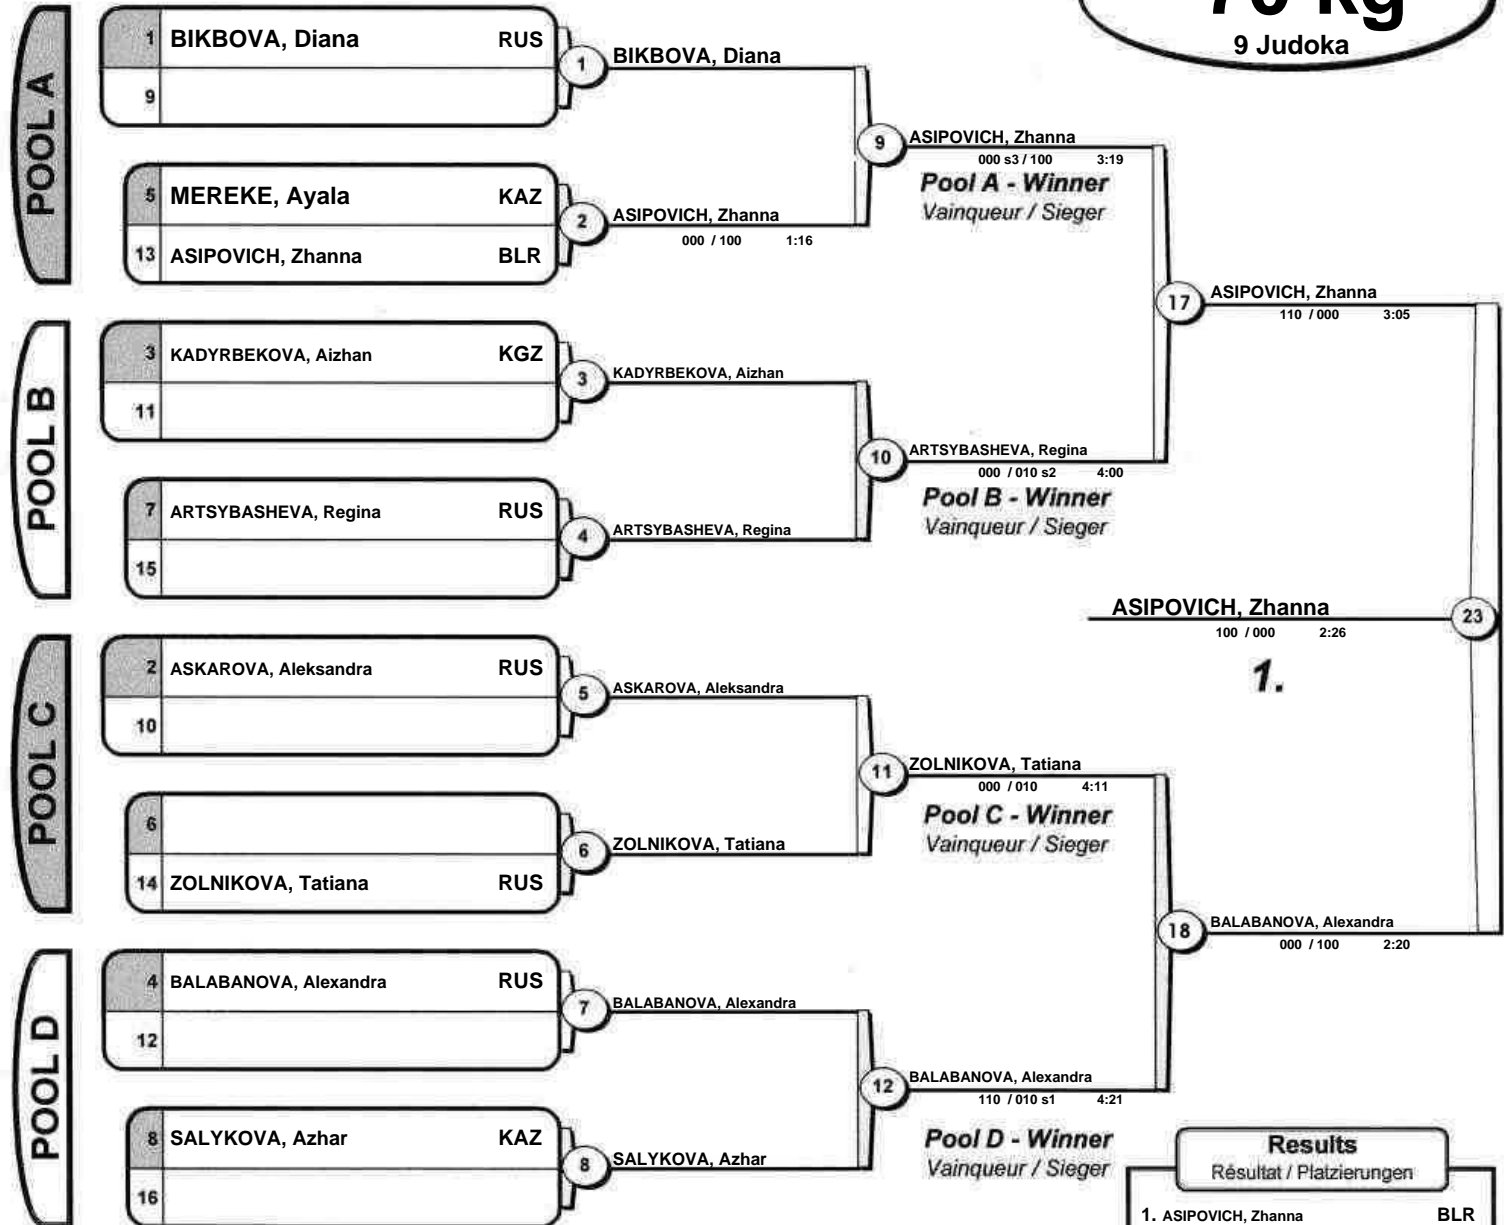 70 kg
9 Judoka
POOL A
1 BIKBOVA, Diana RUS
9
1
BIKBOVA, Diana
5 MEREKE, Ayala KAZ
13 ASIPOVICH, Zhanna BLR
2
ASIPOVICH, Zhanna
000 / 100 1:16
9
ASIPOVICH, Zhanna
000 s3 / 100 3:19
Pool A - Winner
Vainqueur / Sieger
POOL B
3 KADYRBEKOVA, Aizhan KGZ
11
3
KADYRBEKOVA, Aizhan
7 ARTSYBASHEVA, Regina RUS
15
4
ARTSYBASHEVA, Regina
10
ARTSYBASHEVA, Regina
000 / 010 s2 4:00
Pool B - Winner
Vainqueur / Sieger
17
ASIPOVICH, Zhanna
110 / 000 3:05
ASIPOVICH, Zhanna
100 / 000 2:26
23
1.
POOL C
2 ASKAROVA, Aleksandra RUS
10
5
ASKAROVA, Aleksandra
6
14 ZOLNIKOVA, Tatiana RUS
6
ZOLNIKOVA, Tatiana
11
ZOLNIKOVA, Tatiana
000 / 010 4:11
Pool C - Winner
Vainqueur / Sieger
POOL D
4 BALABANOVA, Alexandra RUS
12
7
BALABANOVA, Alexandra
8 SALYKOVA, Azhar KAZ
16
8
SALYKOVA, Azhar
12
BALABANOVA, Alexandra
110 / 010 s1 4:21
Pool D - Winner
Vainqueur / Sieger
18
BALABANOVA, Alexandra
000 / 100 2:20
Results
Résultat / Platzierungen
1. ASIPOVICH, Zhanna BLR